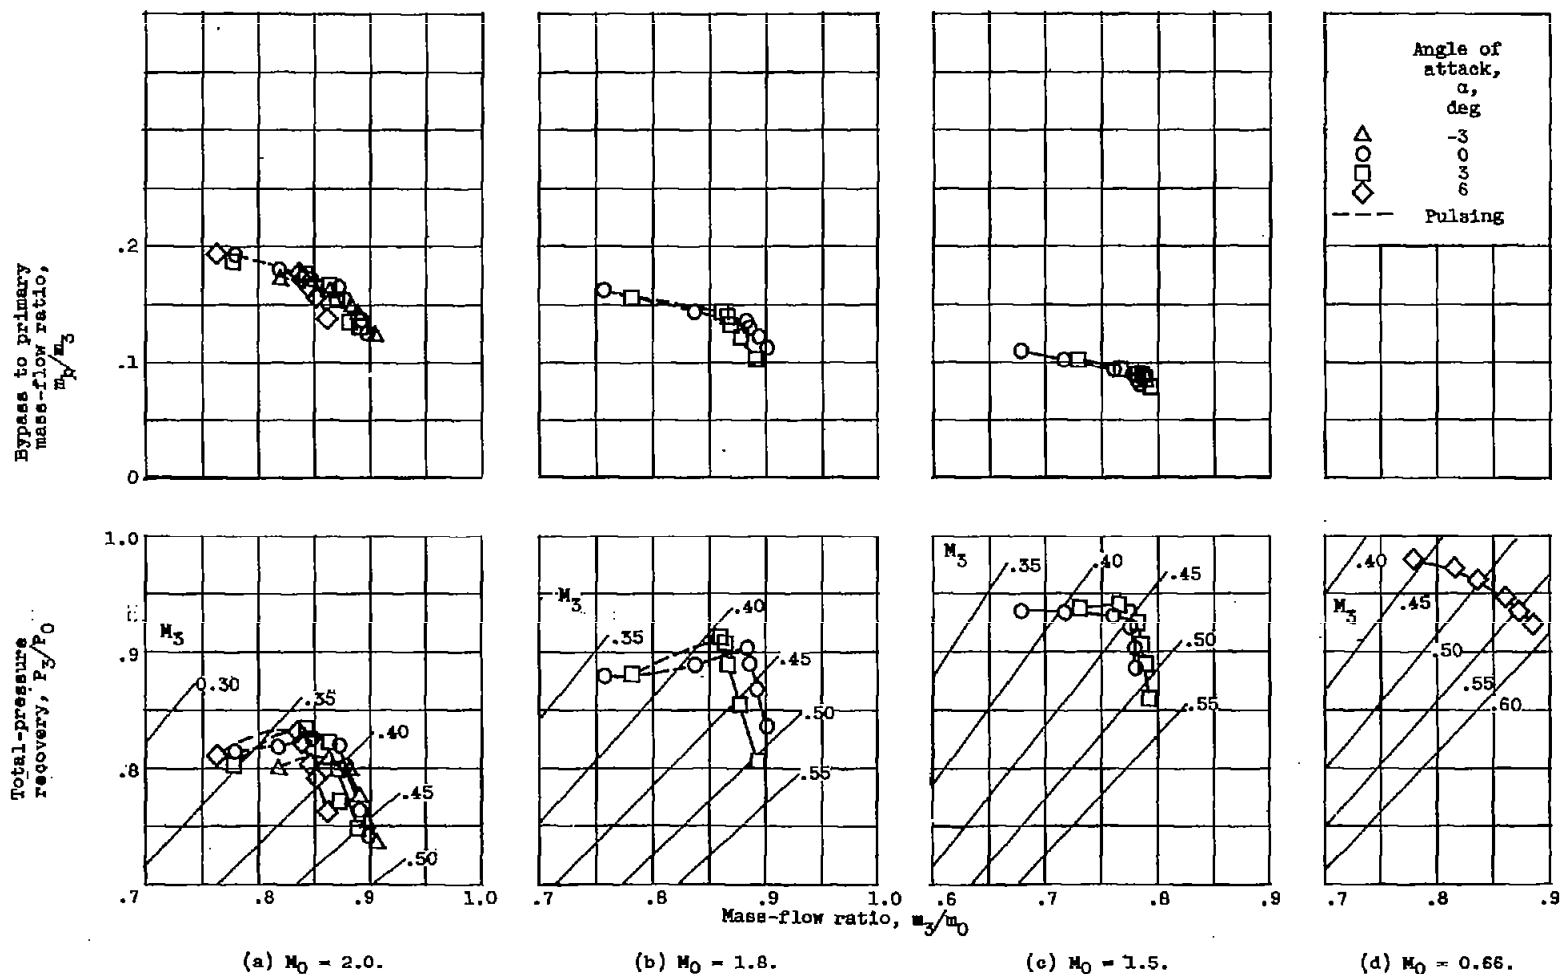 Angle of
attack,
α,
deg
-3
0
3
6
Pulsing
Bypass to primary
mass-flow ratio,
m_b/m_3
.2
.1
0
Total-pressure
recovery, P_3/P_0
1.0
.9
.8
.7
M_3
0.30
.35
.40
.45
.50
M_3
.35
.40
.45
.50
.55
M_3
.35
.40
.45
.50
.55
M_3
.40
.45
.50
.55
.60
.7 .8 .9 1.0
.7 .8 .9 1.0
.6 .7 .8 .9
.7 .8 .9
Mass-flow ratio, m_3/m_0
(a) M_0 = 2.0.
(b) M_0 = 1.8.
(c) M_0 = 1.5.
(d) M_0 = 0.66.